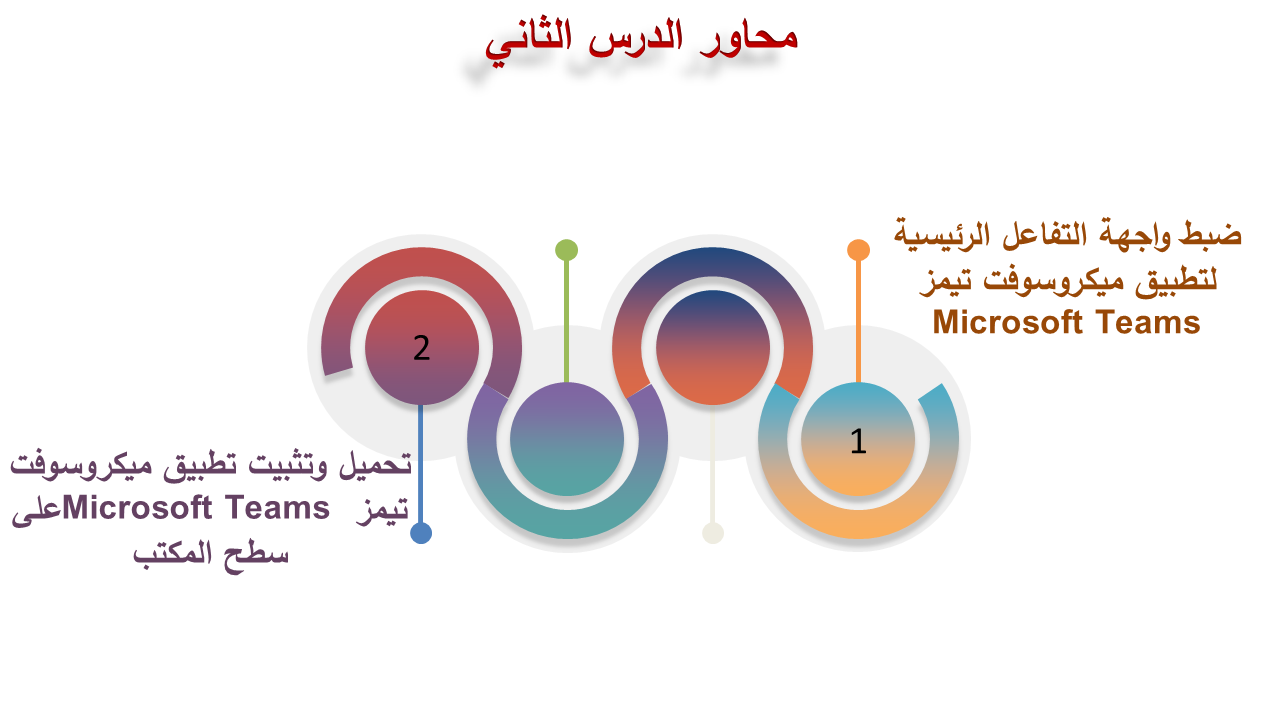 محاور الدرس الثاني
ضبط واجهة التفاعل الرئيسية
لتطبيق ميكروسوفت تيمز
Microsoft Teams
1
2
تحميل وتثبيت تطبيق ميكروسوفت
تيمز Microsoft Teamsعلى
سطح المكتب